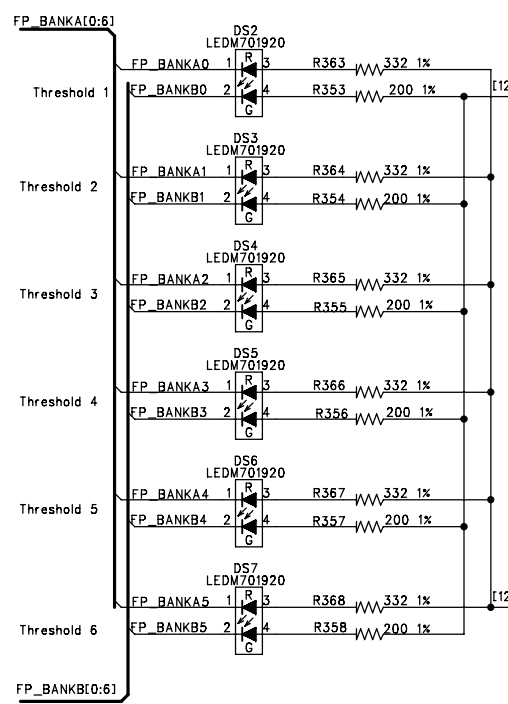 FP_BANKA[0:6]
DS2
LEDM701920
FP_BANKA0 1 R 3 R363 332 1%
Threshold 1 FP_BANKB0 2 4 R353 200 1% [12
G
DS3
LEDM701920
FP_BANKA1 1 R 3 R364 332 1%
Threshold 2
FP_BANKB1 2 4 R354 200 1%
G
DS4
LEDM701920
FP_BANKA2 1 R 3 R365 332 1%
Threshold 3
FP_BANKB2 2 4 R355 200 1%
G
DS5
LEDM701920
FP_BANKA3 1 R 3 R366 332 1%
Threshold 4
FP_BANKB3 2 4 R356 200 1%
G
DS6
LEDM701920
FP_BANKA4 1 R 3 R367 332 1%
Threshold 5
FP_BANKB4 2 4 R357 200 1%
G
DS7
LEDM701920
FP_BANKA5 1 R 3 R368 332 1% [12
Threshold 6 FP_BANKB5 2 4 R358 200 1%
G
FP_BANKB[0:6]